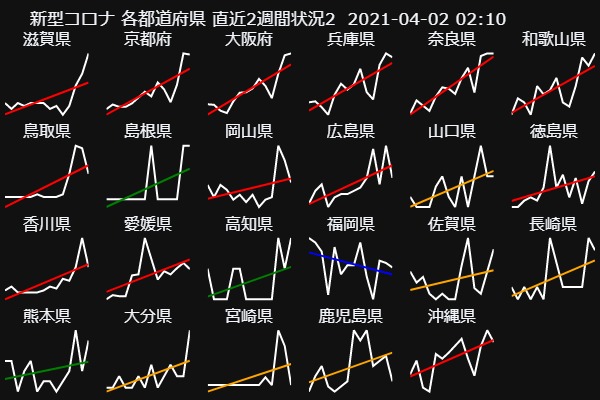 新型コロナ 各都道府県 直近2週間状況2 2021-04-02 02:10
滋賀県 京都府 大阪府 兵庫県 奈良県 和歌山県
鳥取県 島根県 岡山県 広島県 山口県 徳島県
香川県 愛媛県 高知県 福岡県 佐賀県 長崎県
熊本県 大分県 宮崎県 鹿児島県 沖縄県